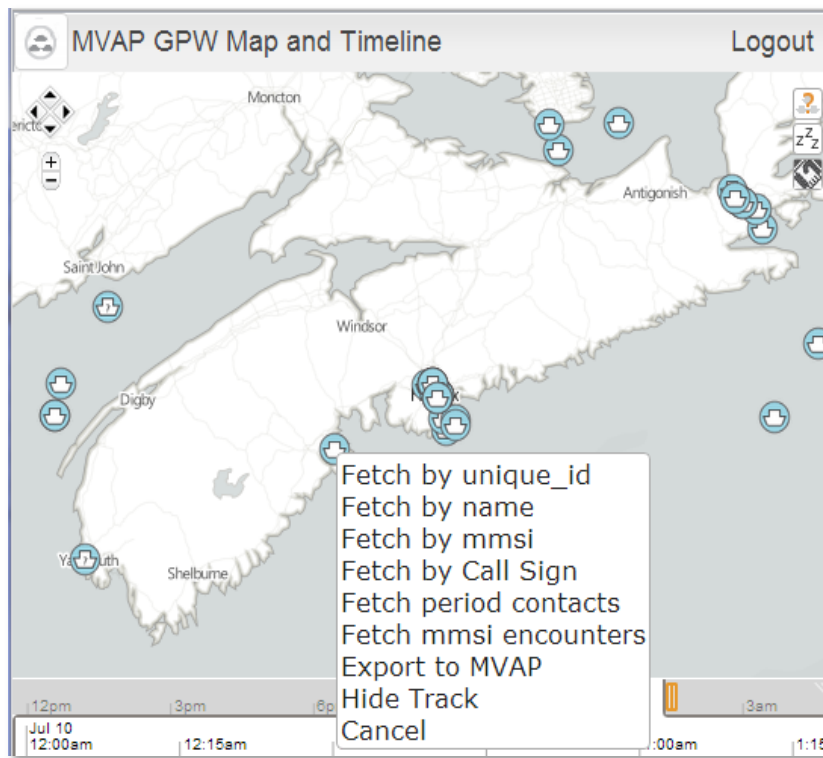 MVAP GPW Map and Timeline
Logout
Moncton
Antigonish
Saint John
Windsor
Digby
Shelburne
Fetch by unique_id
Fetch by name
Fetch by mmsi
Fetch by Call Sign
Fetch period contacts
Fetch mmsi encounters
Export to MVAP
Hide Track
Cancel
12pm
3pm
3am
Jul 10
12:00am
12:15am